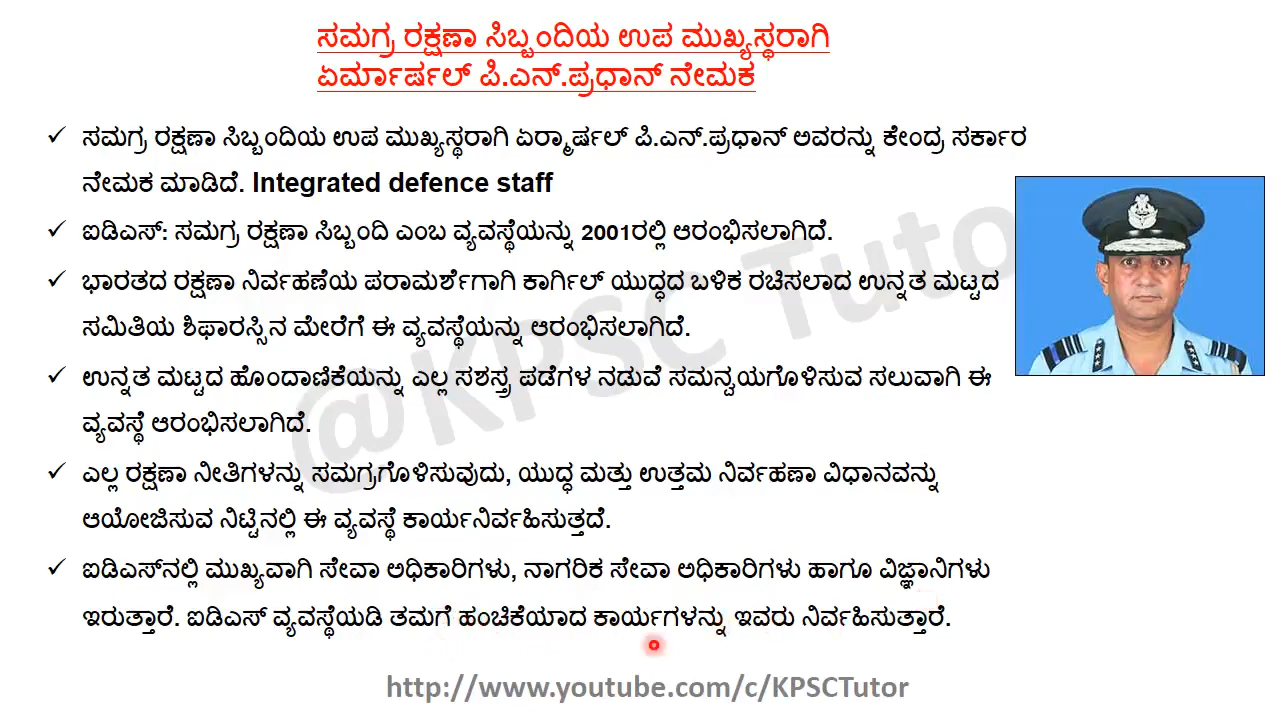 ಸಮಗ್ರ ರಕ್ಷಣಾ ಸಿಬ್ಬಂದಿಯ ಉಪ ಮುಖ್ಯಸ್ಥರಾಗಿ
ಏರ್ಮಾರ್ಷಲ್ ಪಿ.ಎನ್.ಪ್ರಧಾನ್ ನೇಮಕ
✓ ಸಮಗ್ರ ರಕ್ಷಣಾ ಸಿಬ್ಬಂದಿಯ ಉಪ ಮುಖ್ಯಸ್ಥರಾಗಿ ಏರ‍್ಮಾರ್ಷಲ್ ಪಿ.ಎನ್.ಪ್ರಧಾನ್ ಅವರನ್ನು ಕೇಂದ್ರ ಸರ್ಕಾರ
ನೇಮಕ ಮಾಡಿದೆ. Integrated defence staff
✓ ಐಡಿಎಸ್: ಸಮಗ್ರ ರಕ್ಷಣಾ ಸಿಬ್ಬಂದಿ ಎಂಬ ವ್ಯವಸ್ಥೆಯನ್ನು 2001ರಲ್ಲಿ ಆರಂಭಿಸಲಾಗಿದೆ.
✓ ಭಾರತದ ರಕ್ಷಣಾ ನಿರ್ವಹಣೆಯ ಪರಾಮರ್ಶೆಗಾಗಿ ಕಾರ್ಗಿಲ್ ಯುದ್ಧದ ಬಳಿಕ ರಚಿಸಲಾದ ಉನ್ನತ ಮಟ್ಟದ
ಸಮಿತಿಯ ಶಿಫಾರಸ್ಸಿನ ಮೇರೆಗೆ ಈ ವ್ಯವಸ್ಥೆಯನ್ನು ಆರಂಭಿಸಲಾಗಿದೆ.
✓ ಉನ್ನತ ಮಟ್ಟದ ಹೊಂದಾಣಿಕೆಯನ್ನು ಎಲ್ಲ ಸಶಸ್ತ್ರ ಪಡೆಗಳ ನಡುವೆ ಸಮನ್ವಯಗೊಳಿಸುವ ಸಲುವಾಗಿ ಈ
ವ್ಯವಸ್ಥೆ ಆರಂಭಿಸಲಾಗಿದೆ.
✓ ಎಲ್ಲ ರಕ್ಷಣಾ ನೀತಿಗಳನ್ನು ಸಮಗ್ರಗೊಳಿಸುವುದು, ಯುದ್ಧ ಮತ್ತು ಉತ್ತಮ ನಿರ್ವಹಣಾ ವಿಧಾನವನ್ನು
ಆಯೋಜಿಸುವ ನಿಟ್ಟಿನಲ್ಲಿ ಈ ವ್ಯವಸ್ಥೆ ಕಾರ್ಯನಿರ್ವಹಿಸುತ್ತದೆ.
✓ ಐಡಿಎಸ್‌ನಲ್ಲಿ ಮುಖ್ಯವಾಗಿ ಸೇವಾ ಅಧಿಕಾರಿಗಳು, ನಾಗರಿಕ ಸೇವಾ ಅಧಿಕಾರಿಗಳು ಹಾಗೂ ವಿಜ್ಞಾನಿಗಳು
ಇರುತ್ತಾರೆ. ಐಡಿಎಸ್ ವ್ಯವಸ್ಥೆಯಡಿ ತಮಗೆ ಹಂಚಿಕೆಯಾದ ಕಾರ್ಯಗಳನ್ನು ಇವರು ನಿರ್ವಹಿಸುತ್ತಾರೆ.
@KPSC Tuto
http://www.youtube.com/c/KPSCTutor